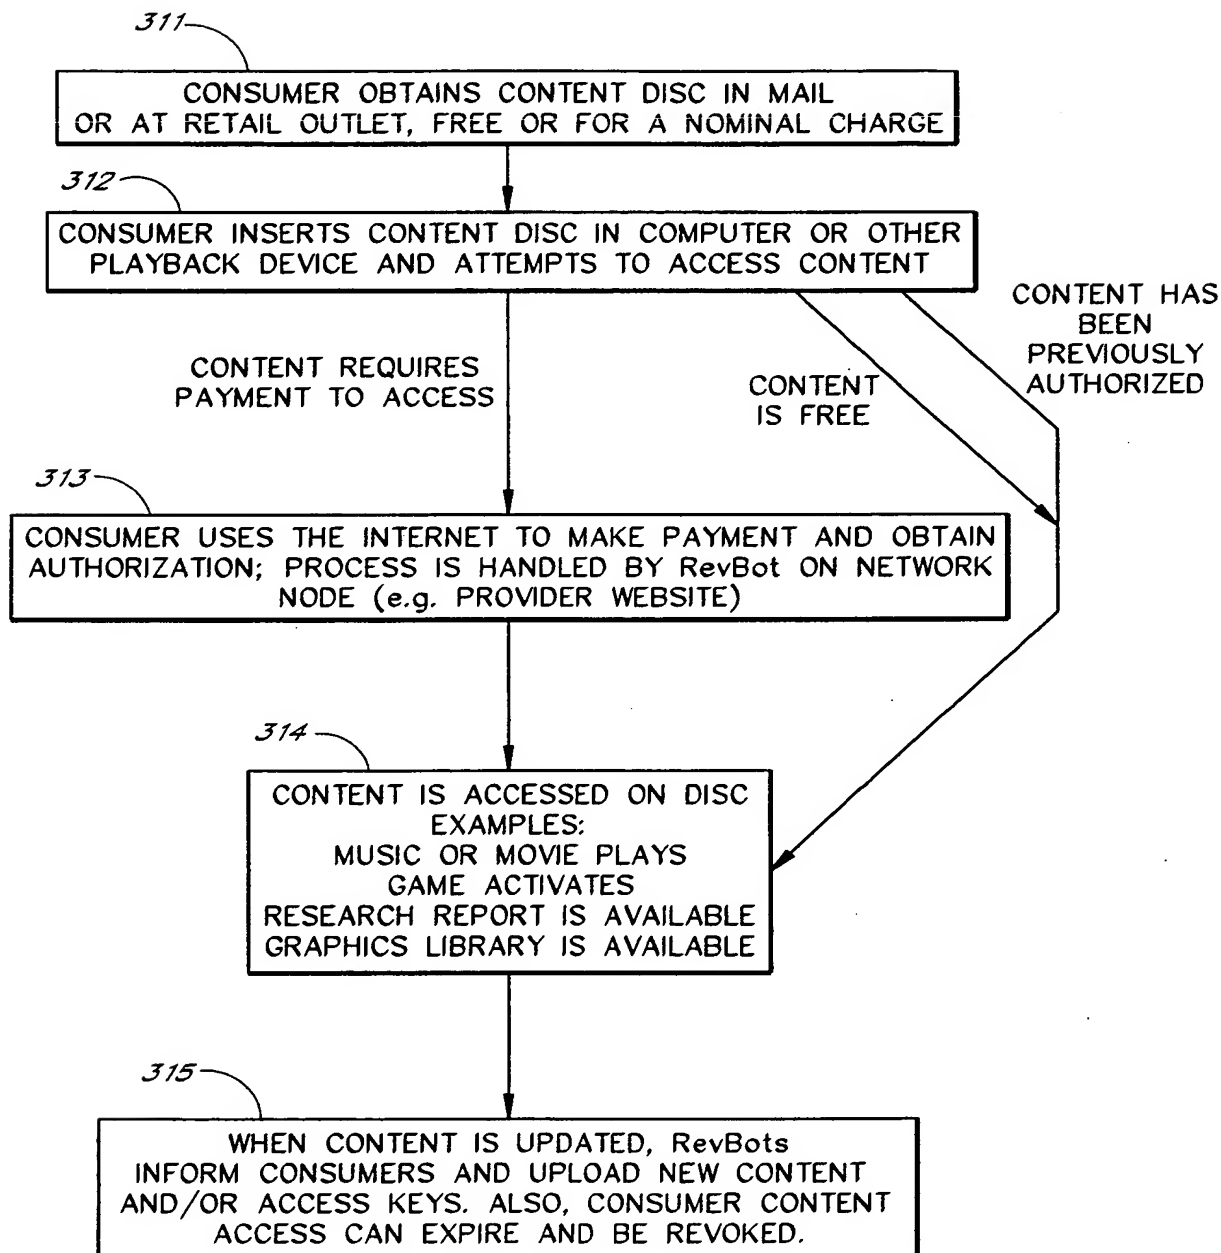 311
CONSUMER OBTAINS CONTENT DISC IN MAIL
OR AT RETAIL OUTLET, FREE OR FOR A NOMINAL CHARGE
312
CONSUMER INSERTS CONTENT DISC IN COMPUTER OR OTHER
PLAYBACK DEVICE AND ATTEMPTS TO ACCESS CONTENT
CONTENT REQUIRES
PAYMENT TO ACCESS
CONTENT
IS FREE
CONTENT HAS
BEEN
PREVIOUSLY
AUTHORIZED
313
CONSUMER USES THE INTERNET TO MAKE PAYMENT AND OBTAIN
AUTHORIZATION; PROCESS IS HANDLED BY RevBot ON NETWORK
NODE (e.g. PROVIDER WEBSITE)
314
CONTENT IS ACCESSED ON DISC
EXAMPLES:
MUSIC OR MOVIE PLAYS
GAME ACTIVATES
RESEARCH REPORT IS AVAILABLE
GRAPHICS LIBRARY IS AVAILABLE
315
WHEN CONTENT IS UPDATED, RevBots
INFORM CONSUMERS AND UPLOAD NEW CONTENT
AND/OR ACCESS KEYS. ALSO, CONSUMER CONTENT
ACCESS CAN EXPIRE AND BE REVOKED.